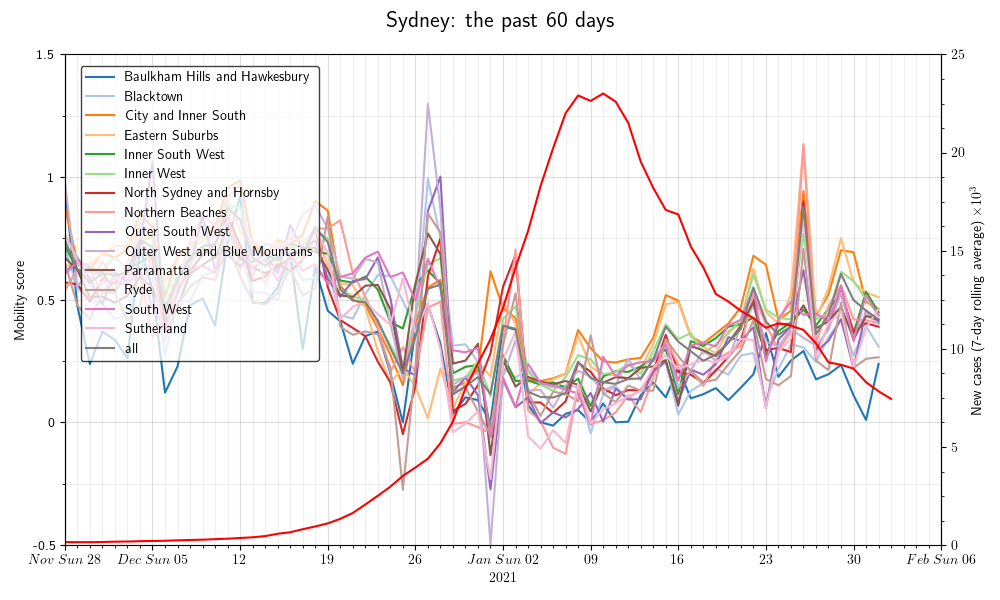 Sydney: the past 60 days
1.5
1
0.5
0
-0.5
Mobility score
25
20
15
10
5
0
New cases (7-day rolling average) ×10³
Baulkham Hills and Hawkesbury
Blacktown
City and Inner South
Eastern Suburbs
Inner South West
Inner West
North Sydney and Hornsby
Northern Beaches
Outer South West
Outer West and Blue Mountains
Parramatta
Ryde
South West
Sutherland
all
Nov Sun 28 Dec Sun 05 12 19 26 Jan Sun 02 09 16 23 30 Feb Sun 06
2021